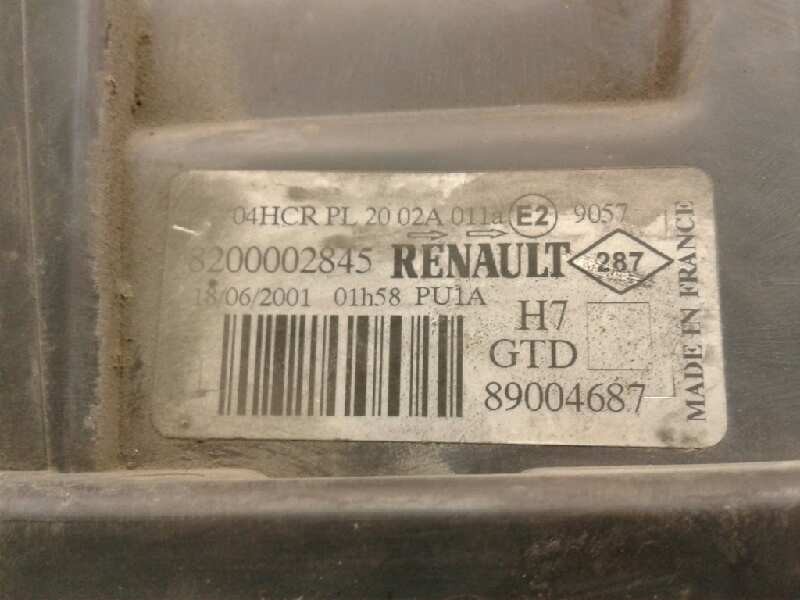 04HCR PL 20 02A 011a E2 9057
8200002845 RENAULT 287
18/06/2001 01h58 PU1A
H7
GTD
89004687
MADE IN FRANCE